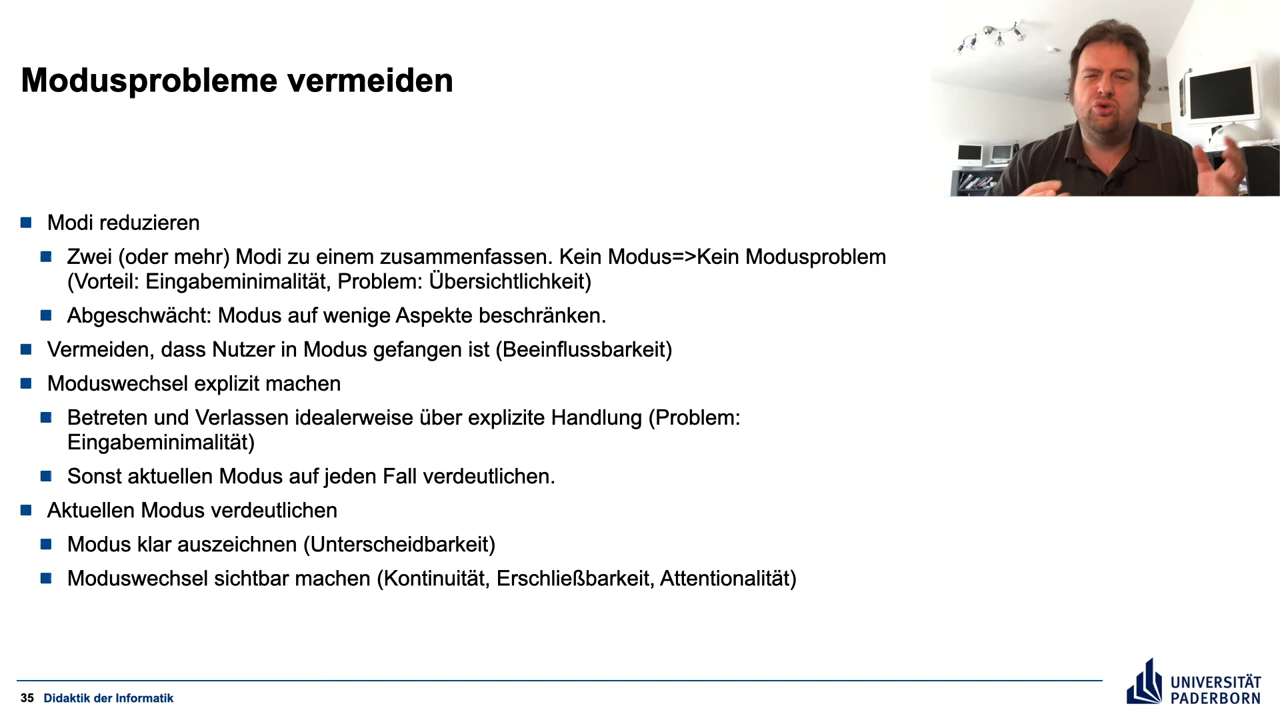 Modusprobleme vermeiden
Modi reduzieren
Zwei (oder mehr) Modi zu einem zusammenfassen. Kein Modus=>Kein Modusproblem
(Vorteil: Eingabeminimalität, Problem: Übersichtlichkeit)
Abgeschwächt: Modus auf wenige Aspekte beschränken.
Vermeiden, dass Nutzer in Modus gefangen ist (Beeinflussbarkeit)
Moduswechsel explizit machen
Betreten und Verlassen idealerweise über explizite Handlung (Problem:
Eingabeminimalität)
Sonst aktuellen Modus auf jeden Fall verdeutlichen.
Aktuellen Modus verdeutlichen
Modus klar auszeichnen (Unterscheidbarkeit)
Moduswechsel sichtbar machen (Kontinuität, Erschließbarkeit, Attentionalität)
35 Didaktik der Informatik
UNIVERSITÄT
PADERBORN